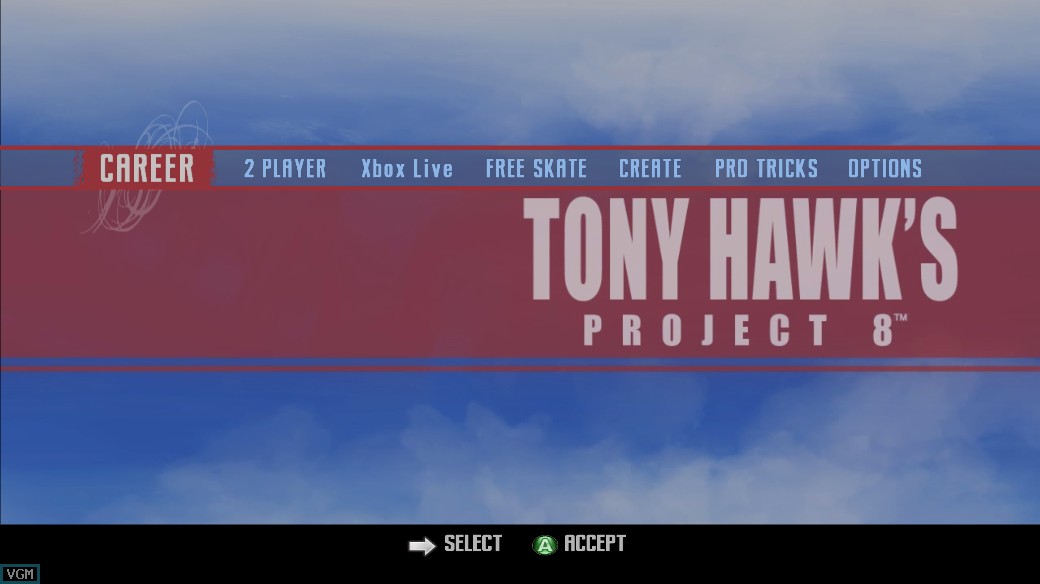 CAREER 2 PLAYER Xbox Live FREE SKATE CREATE PRO TRICKS OPTIONS
TONY HAWK'S
PROJECT 8™
SELECT A ACCEPT
VGM